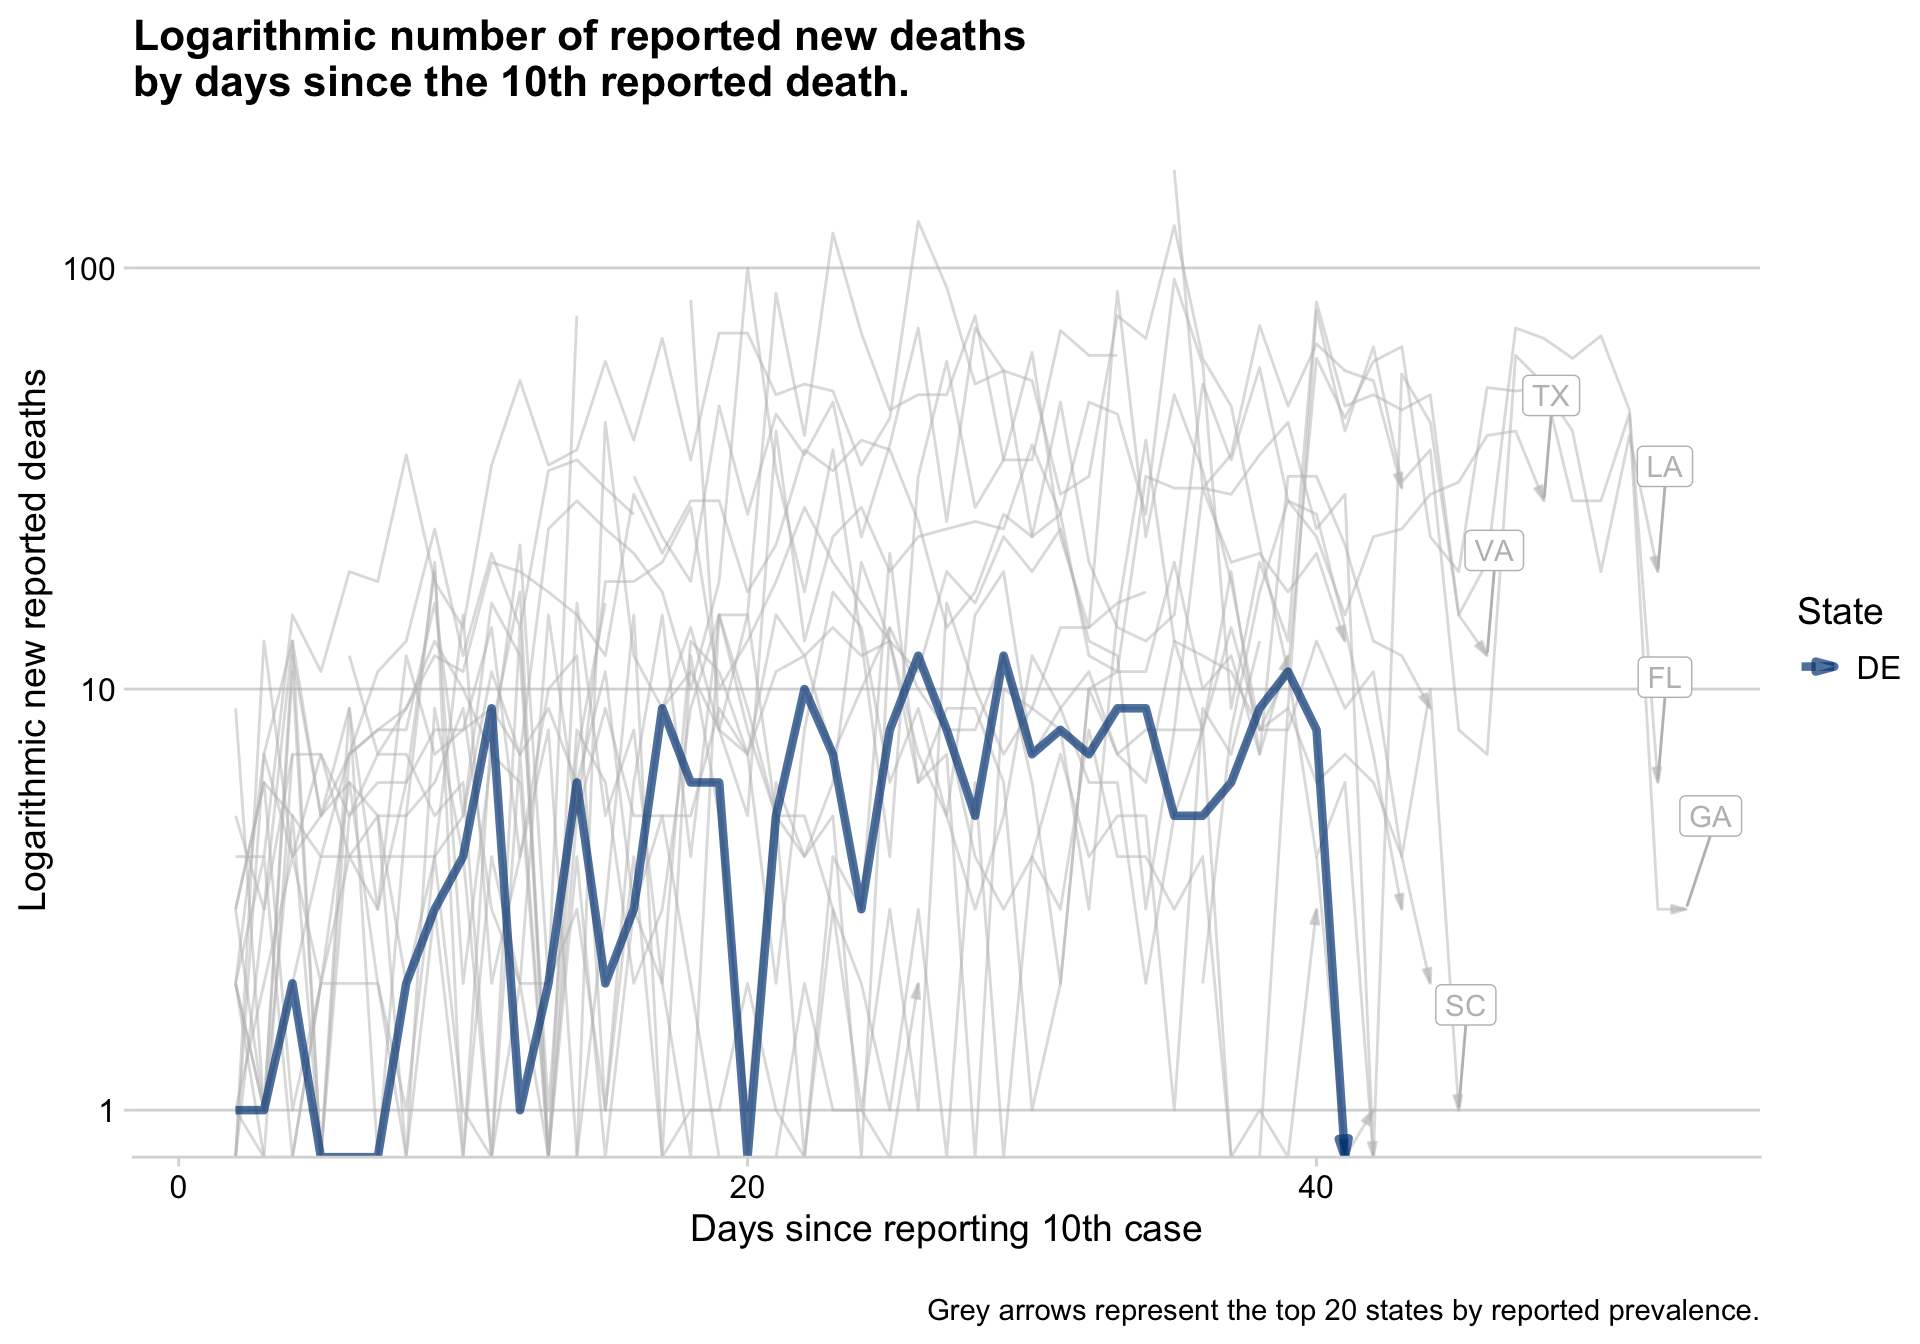 Logarithmic number of reported new deaths
by days since the 10th reported death.
Logarithmic new reported deaths
100
10
1
TX
LA
VA
FL
GA
SC
State
DE
0
20
40
Days since reporting 10th case
Grey arrows represent the top 20 states by reported prevalence.